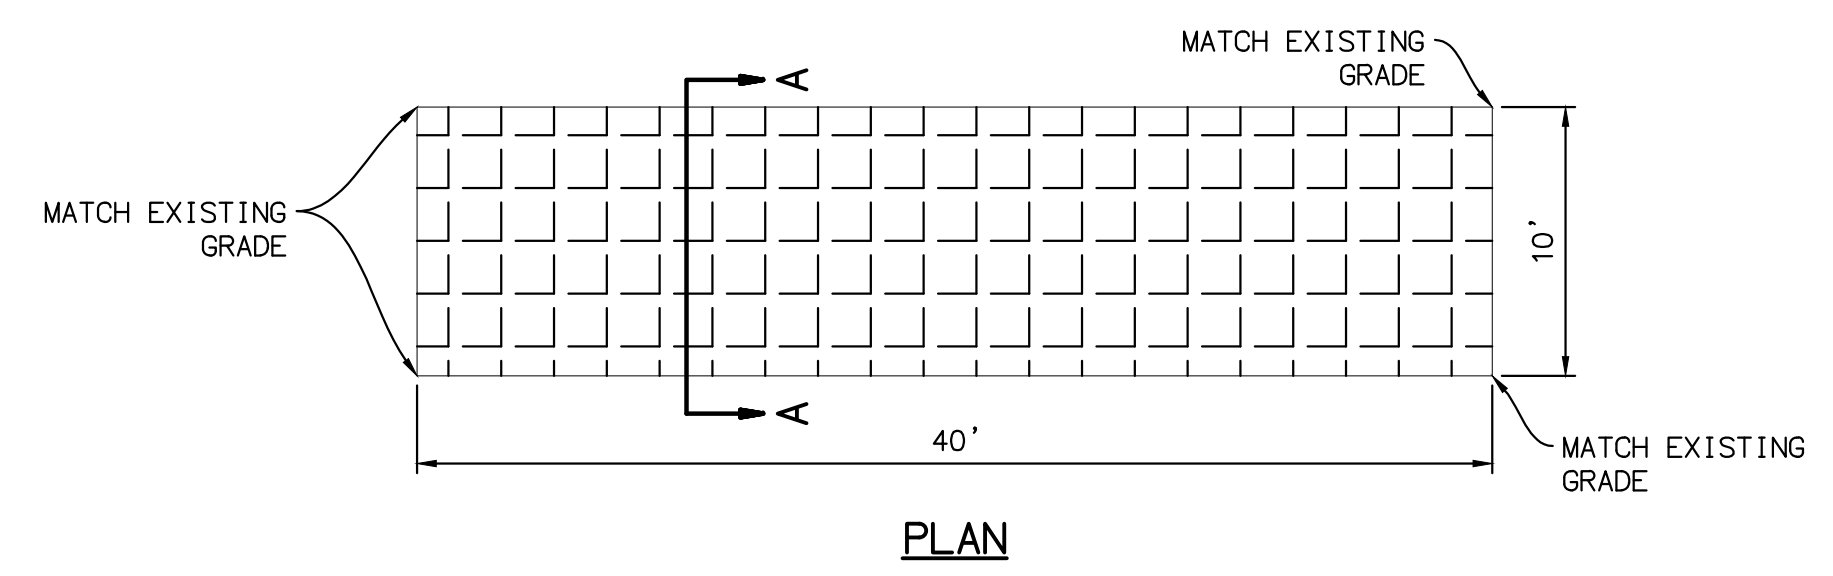 MATCH EXISTING
GRADE
A
MATCH EXISTING
GRADE
10'
A
40'
MATCH EXISTING
GRADE
PLAN